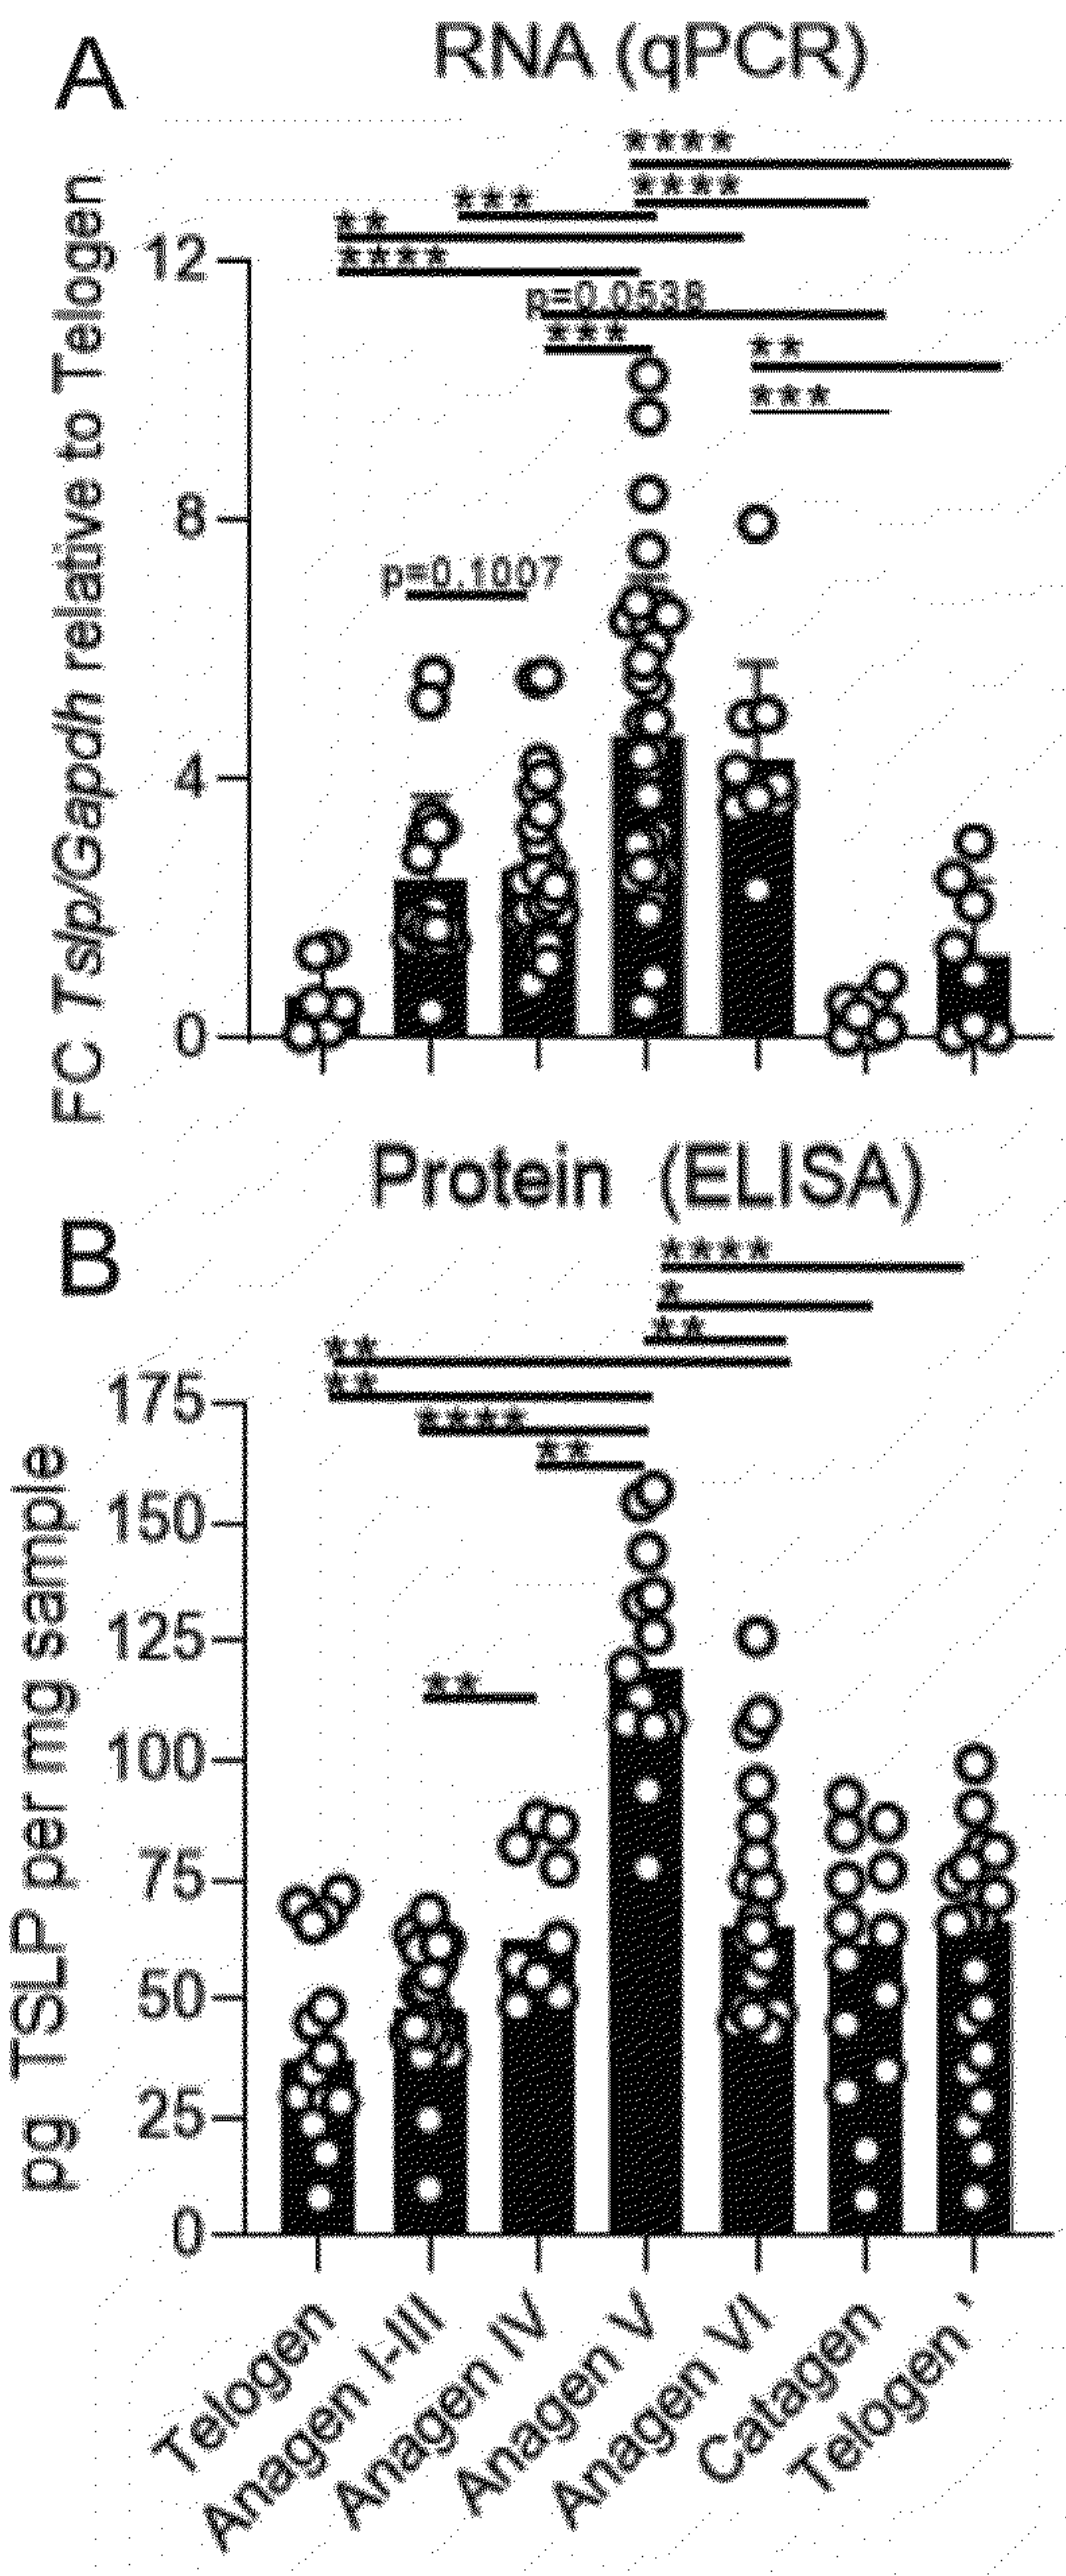 A
RNA (qPCR)
FC Tslp/Gapdh relative to Telogen
****
****
***
**
****
p=0.0538
***
**
***
p=0.1007
12
8
4
0
Protein (ELISA)
B
****
*
**
**
**
****
**
**
pg TSLP per mg sample
175
150
125
100
75
50
25
0
Telogen
Anagen I-III
Anagen IV
Anagen V
Anagen VI
Catagen
Telogen '